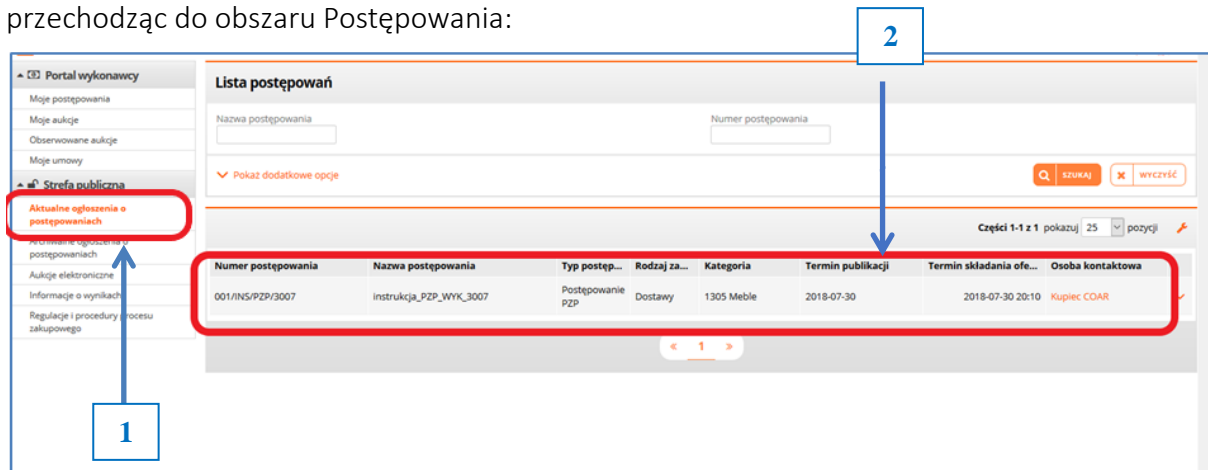 przechodząc do obszaru Postępowania:
2
Portal wykonawcy
Moje postępowania
Moje aukcje
Obserwowane aukcje
Moje umowy
Strefa publiczna
Aktualne ogłoszenia o
postępowaniach
Archiwalne ogłoszenia o
postępowaniach
Aukcje elektroniczne
Informacje o wynikach
Regulacje i procedury procesu
zakupowego
Lista postępowań
Nazwa postępowania Numer postępowania
Pokaż dodatkowe opcje SZUKAJ WYCZYŚĆ
Części 1-1 z 1 pokazuj 25 pozycji
Numer postępowania Nazwa postępowania Typ postęp... Rodzaj za... Kategoria Termin publikacji Termin składania ofe... Osoba kontaktowa
001/INS/PZP/3007 instrukcja_PZP_WYK_3007 Postępowanie PZP Dostawy 1305 Meble 2018-07-30 2018-07-30 20:10 Kupiec COAR
« 1 »
1